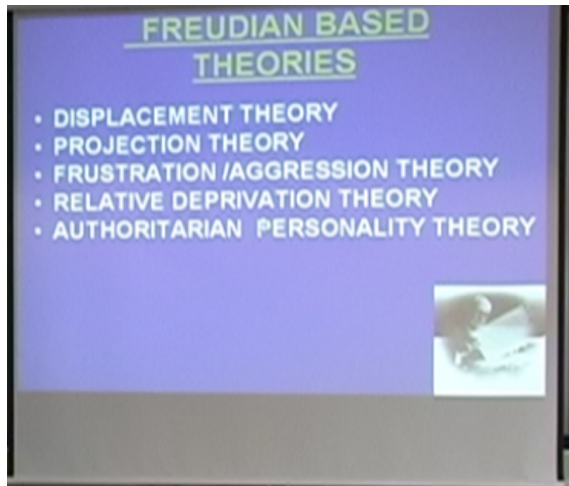 FREUDIAN BASED
THEORIES
• DISPLACEMENT THEORY
• PROJECTION THEORY
• FRUSTRATION /AGGRESSION THEORY
• RELATIVE DEPRIVATION THEORY
• AUTHORITARIAN PERSONALITY THEORY